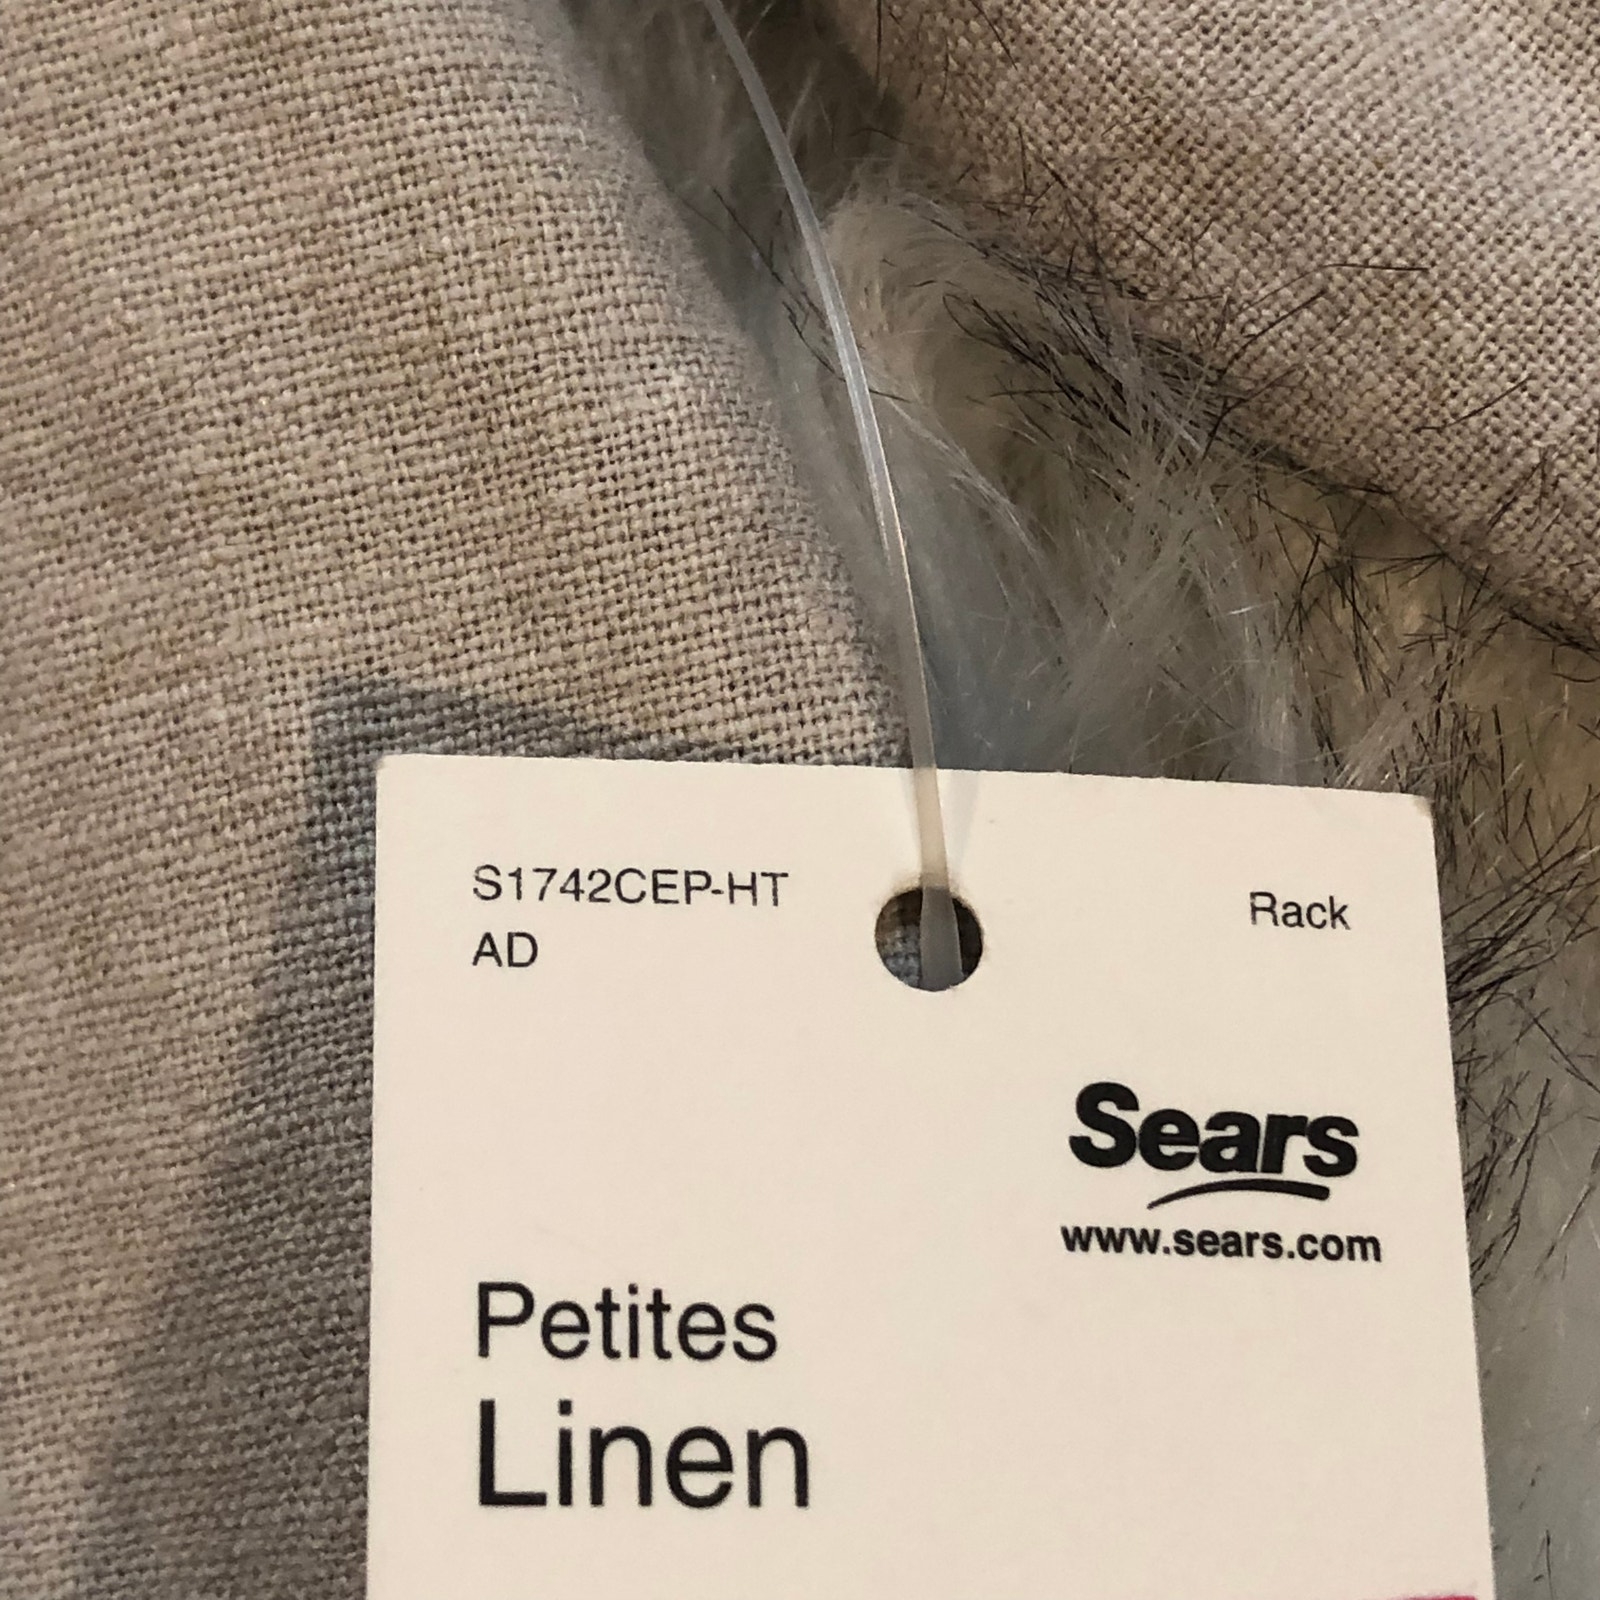 S1742CEP-HT
AD
Rack
Sears
www.sears.com
Petites
Linen